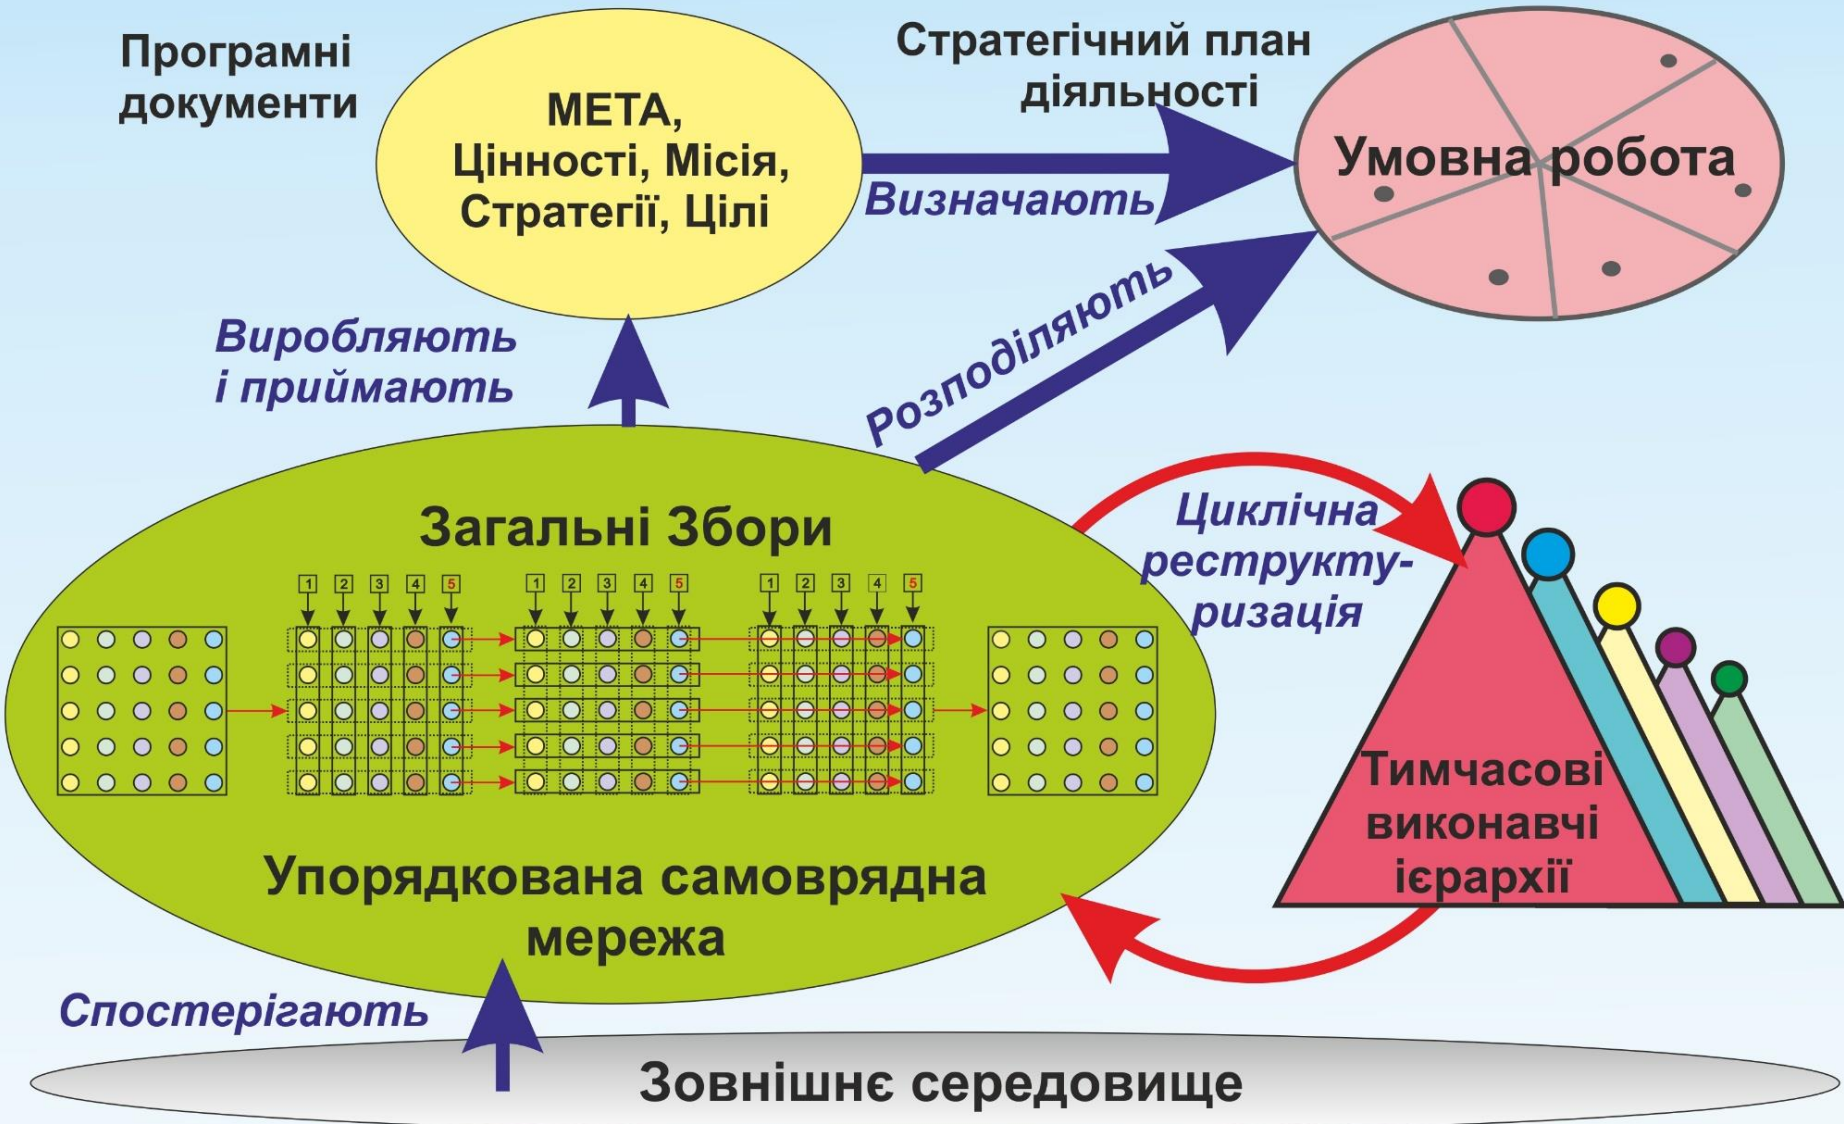 Програмні
документи
МЕТА,
Цінності, Місія,
Стратегії, Цілі
Стратегічний план
діяльності
Визначають
Умовна робота
Виробляють
і приймають
Розподіляють
Загальні Збори
1 2 3 4 5 1 2 3 4 5 1 2 3 4 5
Упорядкована самоврядна
мережа
Циклічна
реструкту-
ризація
Тимчасові
виконавчі
ієрархії
Спостерігають
Зовнішнє середовище